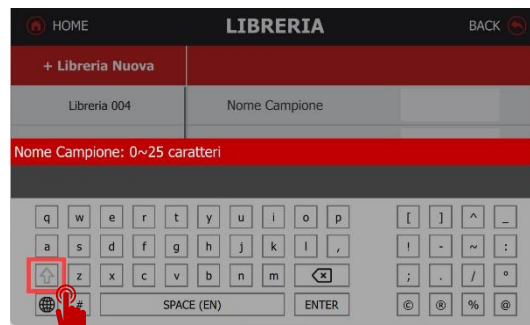 HOME LIBRERIA BACK
+ Libreria Nuova
Libreria 004 Nome Campione
Nome Campione: 0~25 caratteri
q w e r t y u i o p [ ] ^ _
a s d f g h j k l , ! - ~ :
z x c v b n m ; . / °
# SPACE (EN) ENTER © ® % @